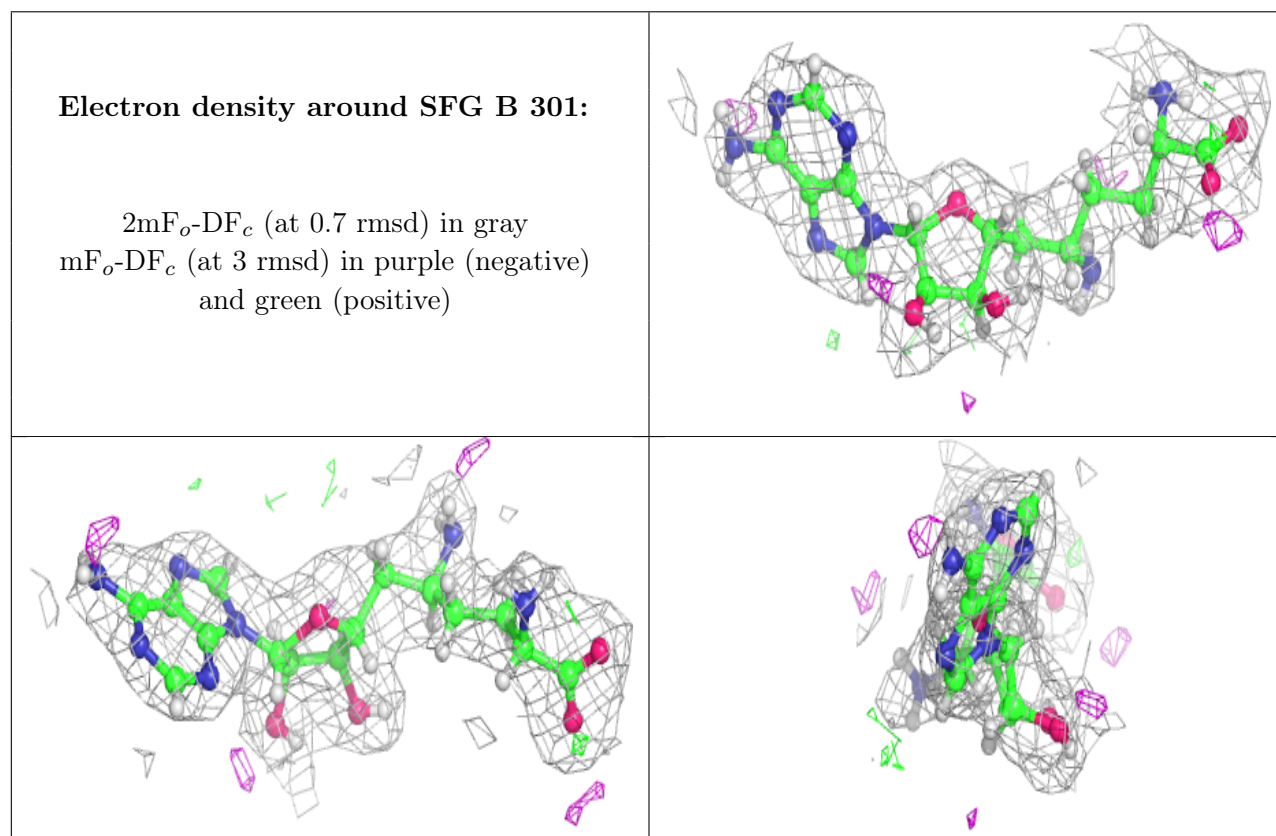 Electron density around SFG B 301:
2mFo-DFc (at 0.7 rmsd) in gray
mFo-DFc (at 3 rmsd) in purple (negative)
and green (positive)